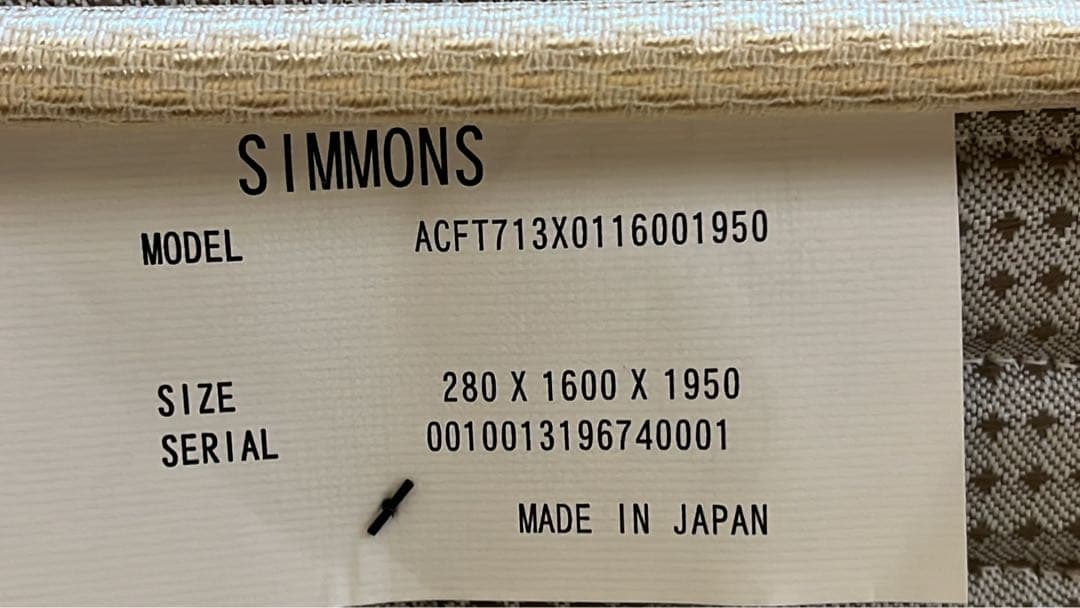 SIMMONS
MODEL ACFT713X0116001950
SIZE 280 X 1600 X 1950
SERIAL 0010013196740001
MADE IN JAPAN